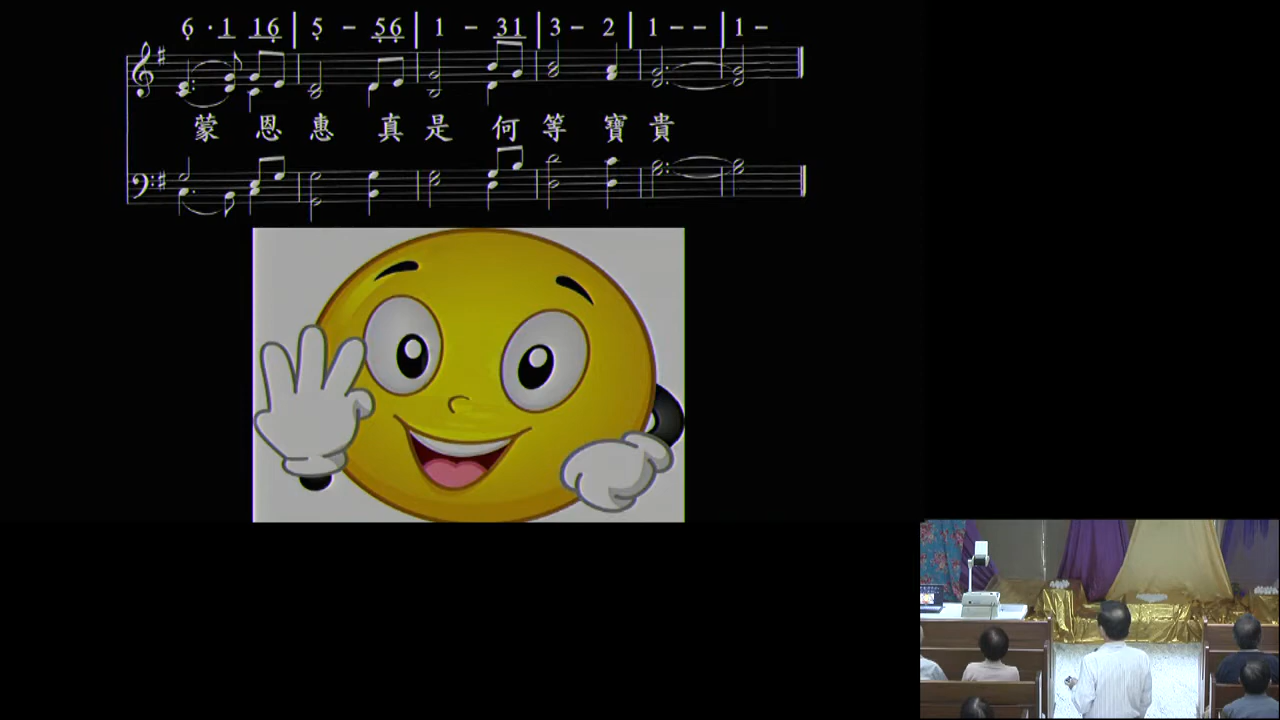 6 · 1 16 | 5 - 56 | 1 - 31 | 3 - 2 | 1 - - | 1 -
蒙 恩 惠 真 是 何 等 寶 貴